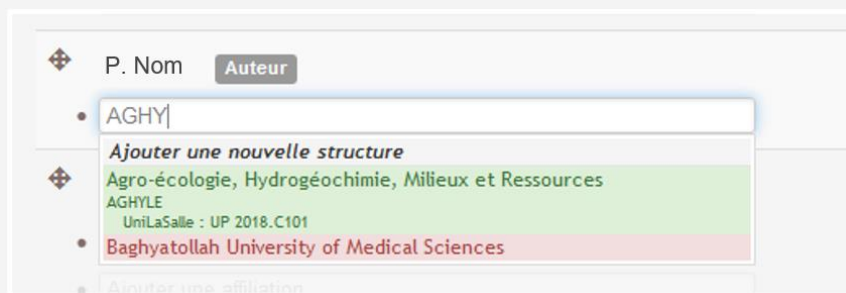 P. Nom Auteur
AGHY
Ajouter une nouvelle structure
Agro-écologie, Hydrogéochimie, Milieux et Ressources
AGHYLE
UniLaSalle : UP 2018.C101
Baghyatollah University of Medical Sciences
Ajouter une affiliation